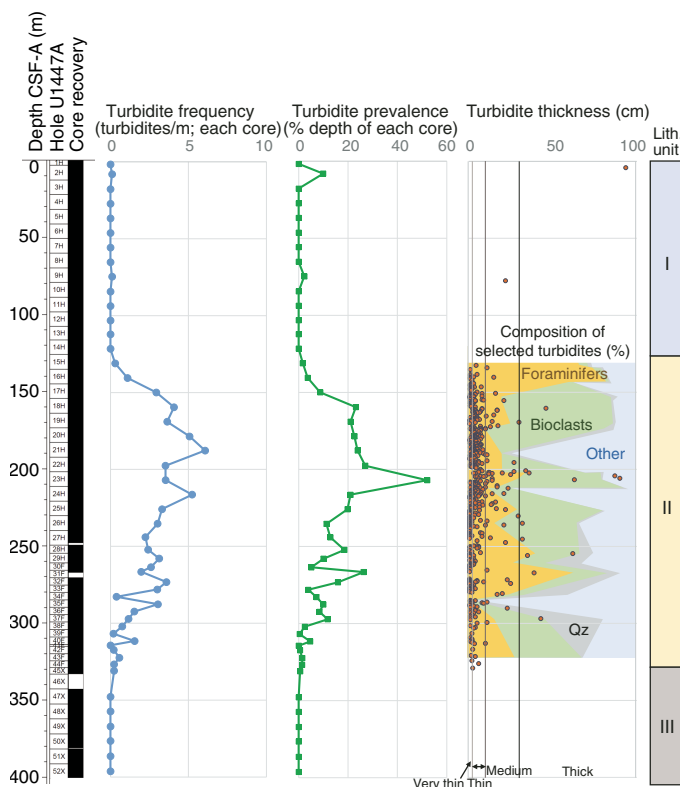 Depth CSF-A (m)
Hole U1447A
Core recovery
Turbidite frequency
(turbidites/m; each core)
Turbidite prevalence
(% depth of each core)
Turbidite thickness (cm)
Lith
unit
0 5 10
0 20 40 60
0 50 100
0
50
100
150
200
250
300
350
400
1H
2H
3H
4H
5H
6H
7H
8H
9H
10H
11H
12H
13H
14H
15H
16H
17H
18H
19H
20H
21H
22H
23H
24H
25H
26H
27H
28H
29H
30F
31F
32F
33F
34F
35F
36F
37F
38F
39F
43F
44F
45X
46X
47X
48X
49X
50X
51X
52X
Composition of
selected turbidites (%)
Foraminifers
Bioclasts
Other
Qz
Very thin
Thin
Medium
Thick
I
II
III